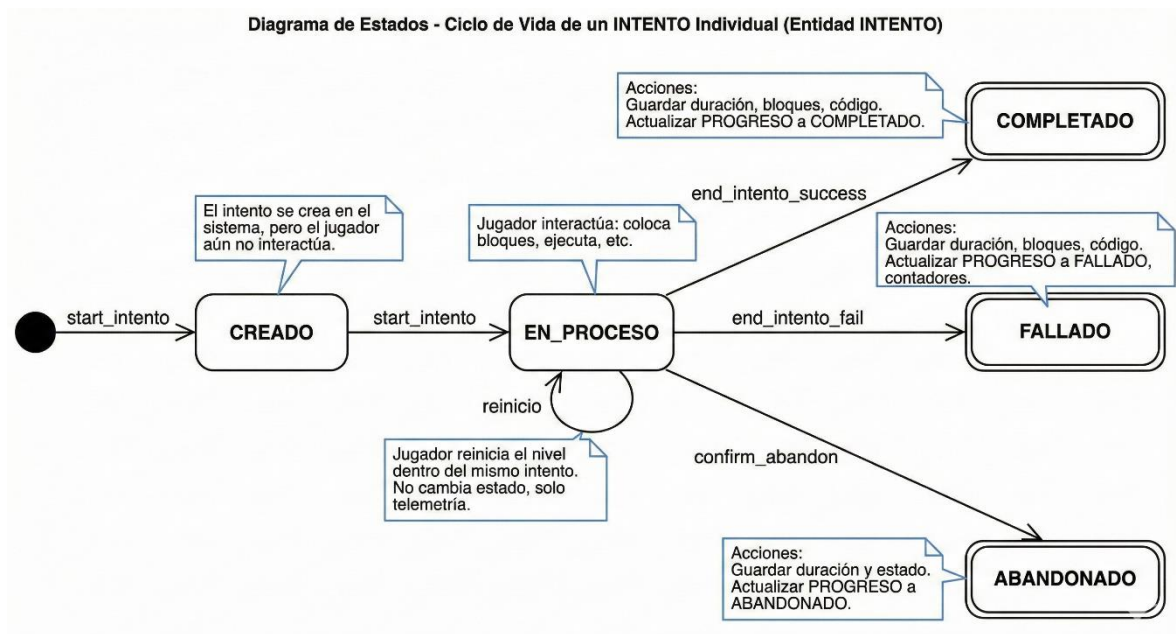 Diagrama de Estados - Ciclo de Vida de un INTENTO Individual (Entidad INTENTO)
Acciones:
Guardar duración, bloques, código.
Actualizar PROGRESO a COMPLETADO.
COMPLETADO
end_intento_success
El intento se crea en el
sistema, pero el jugador
aún no interactúa.
Jugador interactúa: coloca
bloques, ejecuta, etc.
Acciones:
Guardar duración, bloques, código.
Actualizar PROGRESO a FALLADO,
contadores.
start_intento
CREADO
start_intento
EN_PROCESO
end_intento_fail
FALLADO
reinicio
Jugador reinicia el nivel
dentro del mismo intento.
No cambia estado, solo
telemetría.
confirm_abandon
Acciones:
Guardar duración y estado.
Actualizar PROGRESO a
ABANDONADO.
ABANDONADO